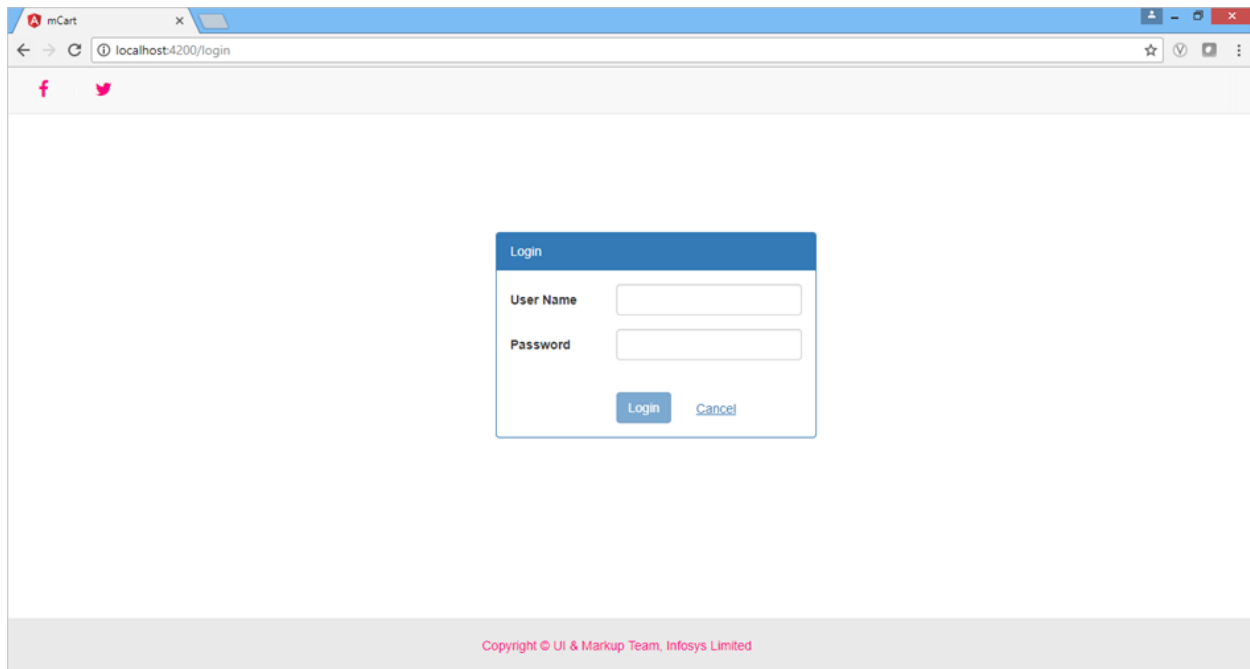 mCart
localhost:4200/login
Login
User Name
Password
Login Cancel
Copyright © UI & Markup Team, Infosys Limited